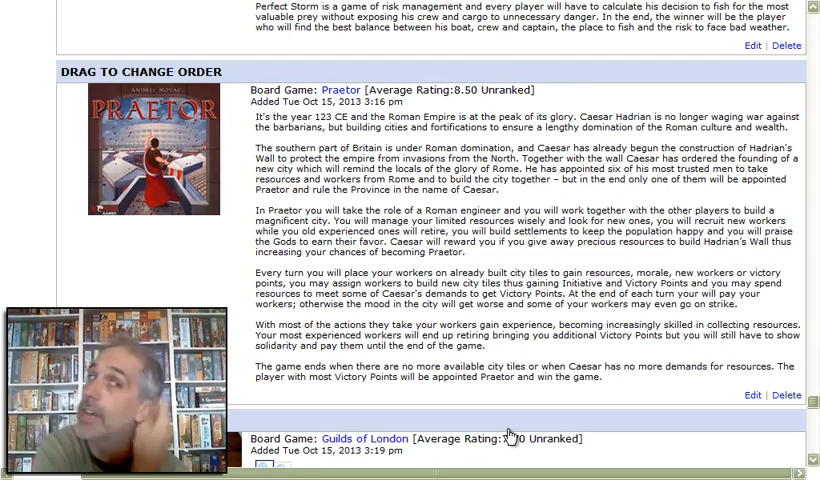 Perfect Storm is a game of risk management and every player will have to calculate his decision to fish for the most
valuable prey without exposing his crew and cargo to unnecessary danger. In the end, the winner will be the player
who will find the best balance between his boat, crew and captain, the place to fish and the risk to face bad weather.
Edit | Delete
DRAG TO CHANGE ORDER
ANDREI NOVAC
PRAETOR
GAMES
Board Game: Praetor [Average Rating:8.50 Unranked]
Added Tue Oct 15, 2013 3:16 pm
It's the year 123 CE and the Roman Empire is at the peak of its glory. Caesar Hadrian is no longer waging war against
the barbarians, but building cities and fortifications to ensure a lengthy domination of the Roman culture and wealth.
The southern part of Britain is under Roman domination, and Caesar has already begun the construction of Hadrian's
Wall to protect the empire from invasions from the North. Together with the wall Caesar has ordered the founding of a
new city which will remind the locals of the glory of Rome. He has appointed six of his most trusted men to take
resources and workers from Rome and to build the city together – but in the end only one of them will be appointed
Praetor and rule the Province in the name of Caesar.
In Praetor you will take the role of a Roman engineer and you will work together with the other players to build a
magnificent city. You will manage your limited resources wisely and look for new ones, you will recruit new workers
while you old experienced ones will retire, you will build settlements to keep the population happy and you will praise
the Gods to earn their favor. Caesar will reward you if you give away precious resources to build Hadrian's Wall thus
increasing your chances of becoming Praetor.
Every turn you will place your workers on already built city tiles to gain resources, morale, new workers or victory
points, you may assign workers to build new city tiles thus gaining Initiative and Victory Points and you may spend
resources to meet some of Caesar's demands to get Victory Points. At the end of each turn your will pay your
workers; otherwise the mood in the city will get worse and some of your workers may even go on strike.
With most of the actions they take your workers gain experience, becoming increasingly skilled in collecting resources.
Your most experienced workers will end up retiring bringing you additional Victory Points but you will still have to show
solidarity and pay them until the end of the game.
The game ends when there are no more available city tiles or when Caesar has no more demands for resources. The
player with most Victory Points will be appointed Praetor and win the game.
Edit | Delete
Board Game: Guilds of London [Average Rating: Unranked]
Added Tue Oct 15, 2013 3:19 pm